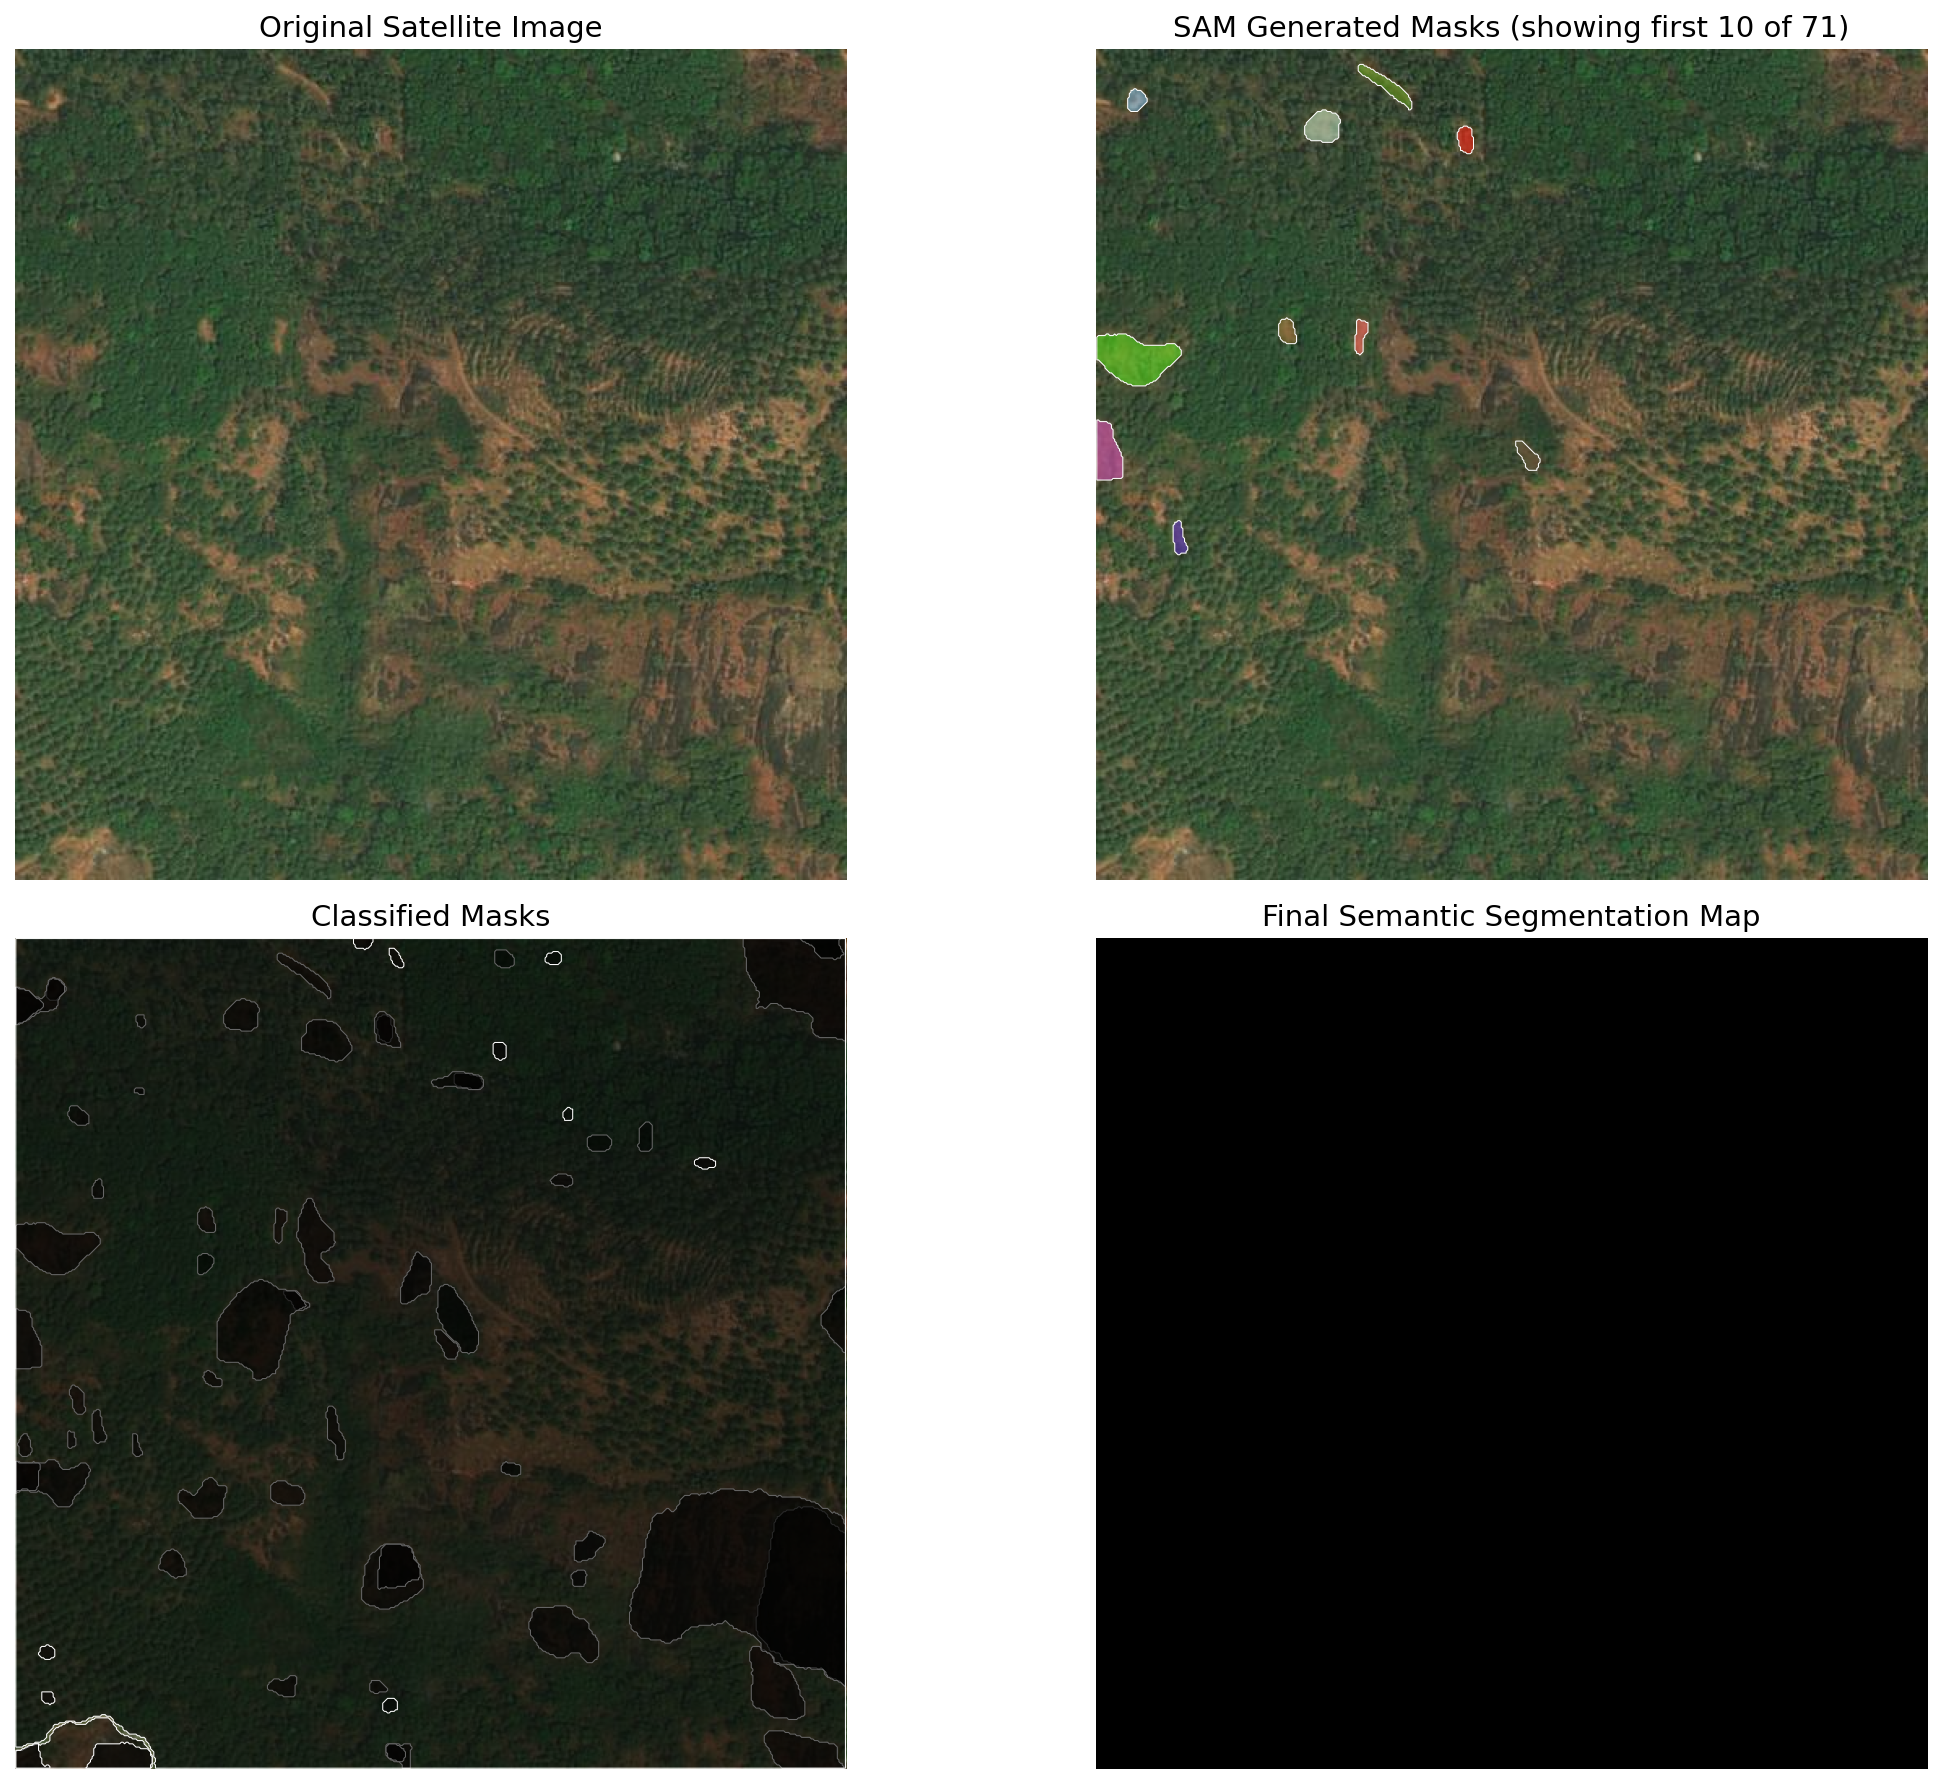 Original Satellite Image
SAM Generated Masks (showing first 10 of 71)
Classified Masks
Final Semantic Segmentation Map